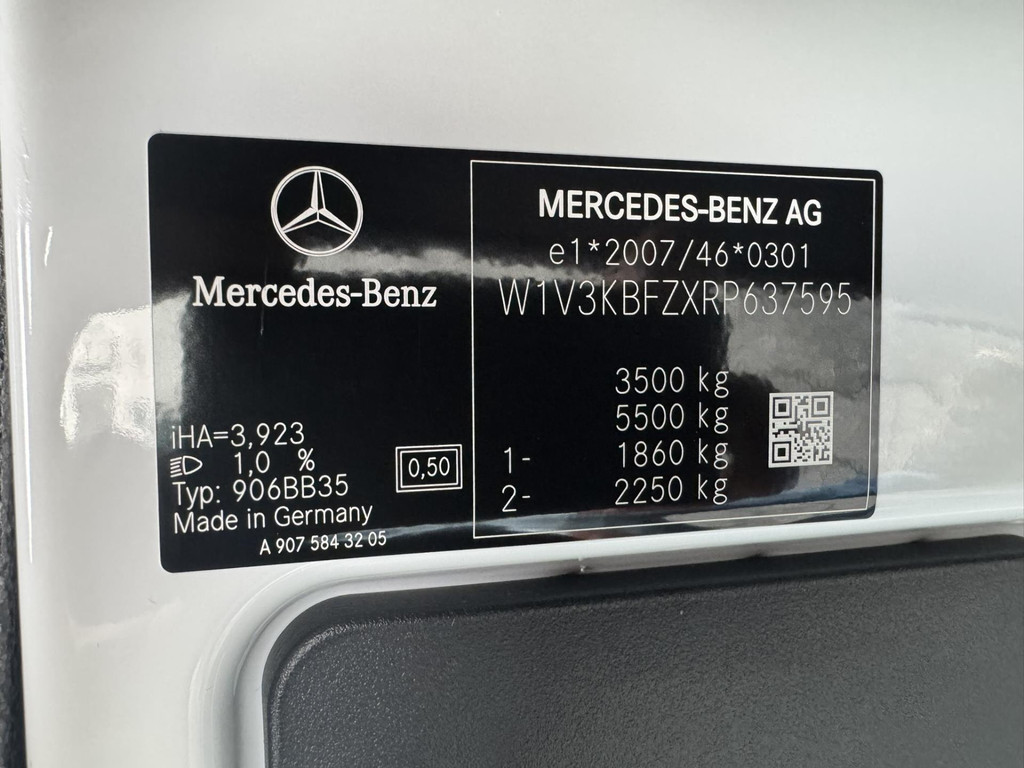 Mercedes-Benz
iHA=3,923
1,0 %
Typ: 906BB35
Made in Germany
A 907 584 32 05
0,50
MERCEDES-BENZ AG
e1*2007/46*0301
W1V3KBFZXRP637595
3500 kg
5500 kg
1- 1860 kg
2- 2250 kg